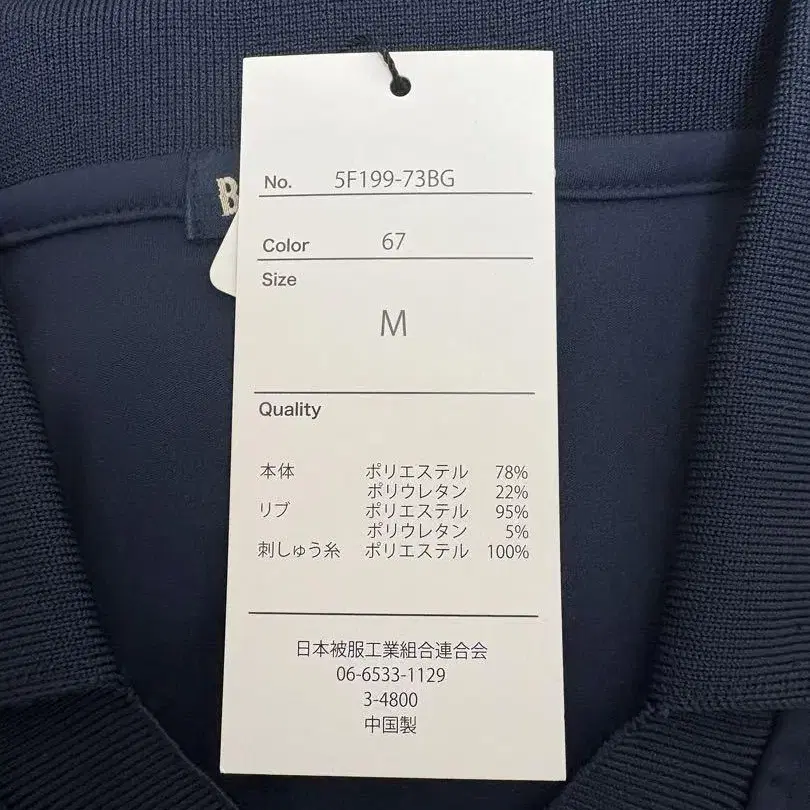 B
No. 5F199-73BG
Color 67
Size
M
Quality
本体 ポリエステル 78%
ポリウレタン 22%
リブ ポリエステル 95%
ポリウレタン 5%
刺しゅう糸 ポリエステル 100%
日本被服工業組合連合会
06-6533-1129
3-4800
中国製